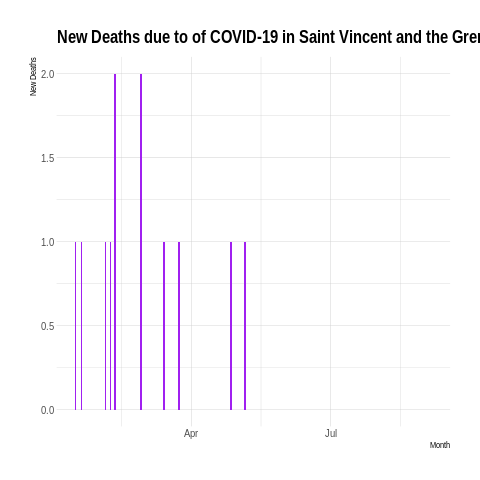 New Deaths due to of COVID-19 in Saint Vincent and the Gren
New Deaths
2.0
1.5
1.0
0.5
0.0
Apr Jul
Month